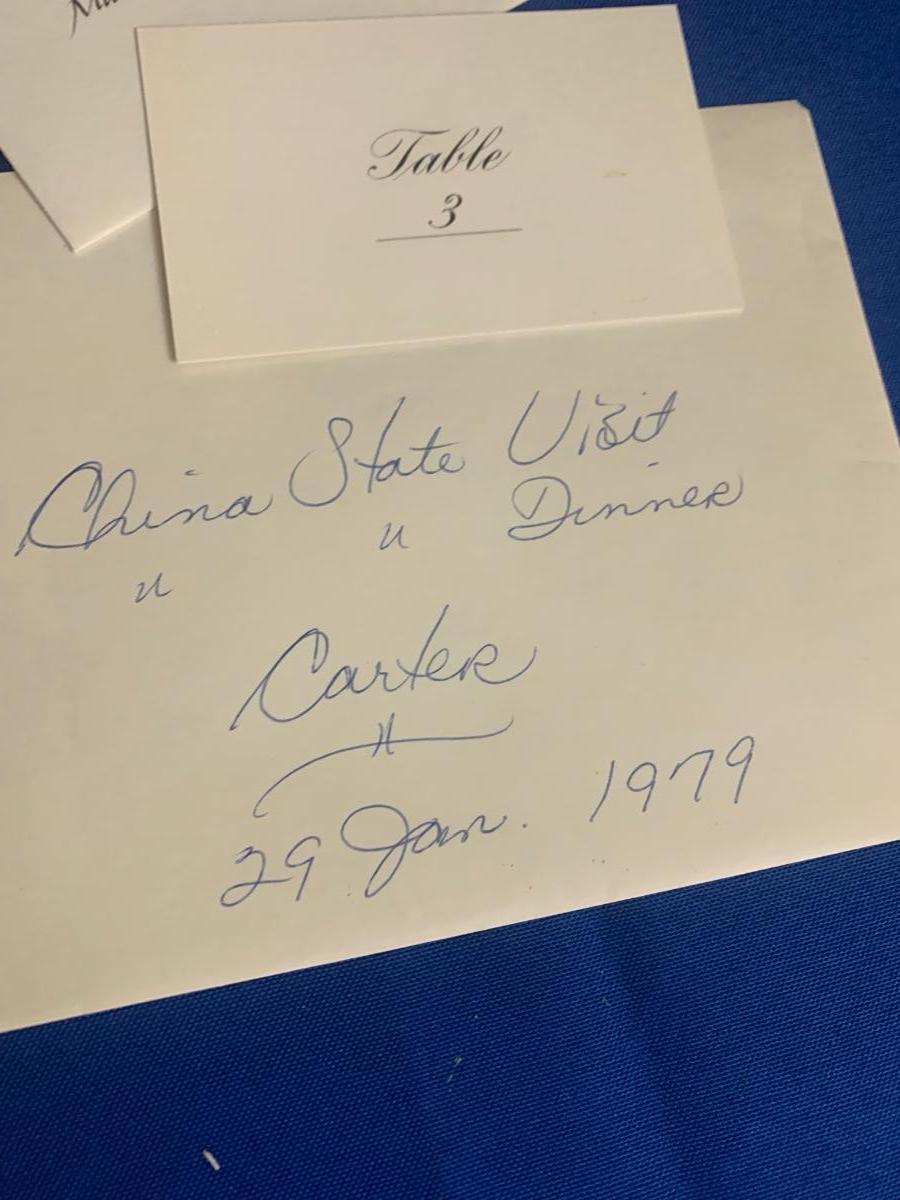 Table
3
China State Visit
" " Dinner
Carter
29 Jan. 1979